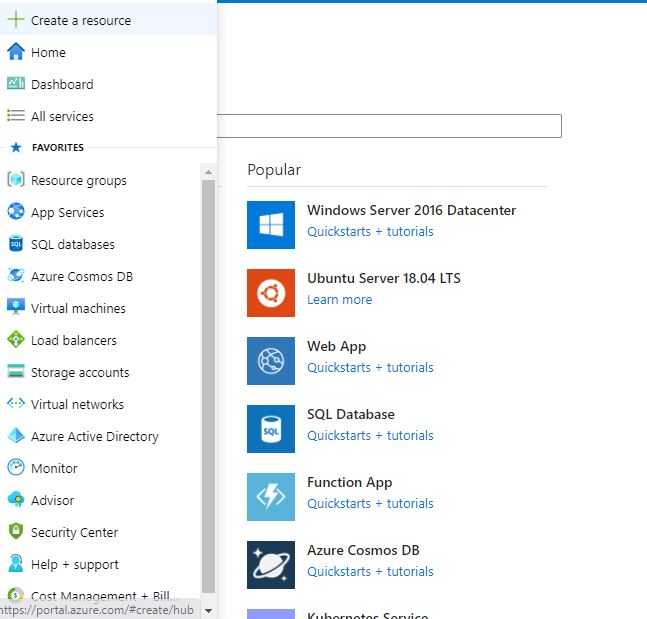 Create a resource
Home
Dashboard
All services
FAVORITES
Resource groups
App Services
SQL databases
SQL
Azure Cosmos DB
Virtual machines
Load balancers
Storage accounts
Virtual networks
Azure Active Directory
Monitor
Advisor
Security Center
Help + support
Cost Management + Bill...
https://portal.azure.com/#create/hub
Popular
Windows Server 2016 Datacenter
Quickstarts + tutorials
Ubuntu Server 18.04 LTS
Learn more
Web App
Quickstarts + tutorials
SQL
SQL Database
Quickstarts + tutorials
Function App
Quickstarts + tutorials
Azure Cosmos DB
Quickstarts + tutorials
Kubernetes Service